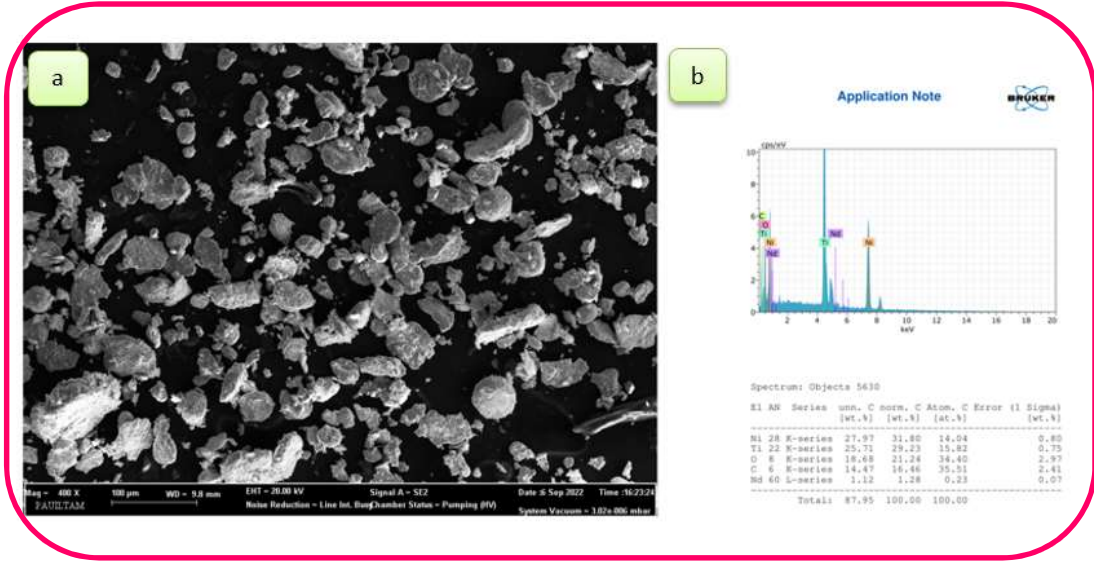 a
b
Application Note
BRUKER
cps/eV
10
8
6
4
2
0
C
O
Ti
Ni
Nd
Ti
Nd
Ni
2 4 6 8 10 12 14 16 18 20
keV
Spectrum: Objects 5630
El AN Series unn. C norm. C Atom. C Error (1 Sigma)
[wt.%] [wt.%] [at.%] [wt.%]
Ni 28 K-series 27.97 31.80 14.04 0.80
Ti 22 K-series 25.71 29.23 15.82 0.75
O 8 K-series 18.68 21.24 34.40 2.97
C 6 K-series 14.47 16.46 35.51 2.41
Nd 60 L-series 1.12 1.28 0.23 0.07
Total: 87.95 100.00 100.00
Mag = 400 X 100 µm WD = 9.8 mm EHT = 20.00 kV Signal A = SE2 Date :6 Sep 2022 Time :16:23:24
Noise Reduction = Line Int. Busy Chamber Status = Pumping (HV)
PAUILTAM System Vacuum = 3.02e-006 mbar